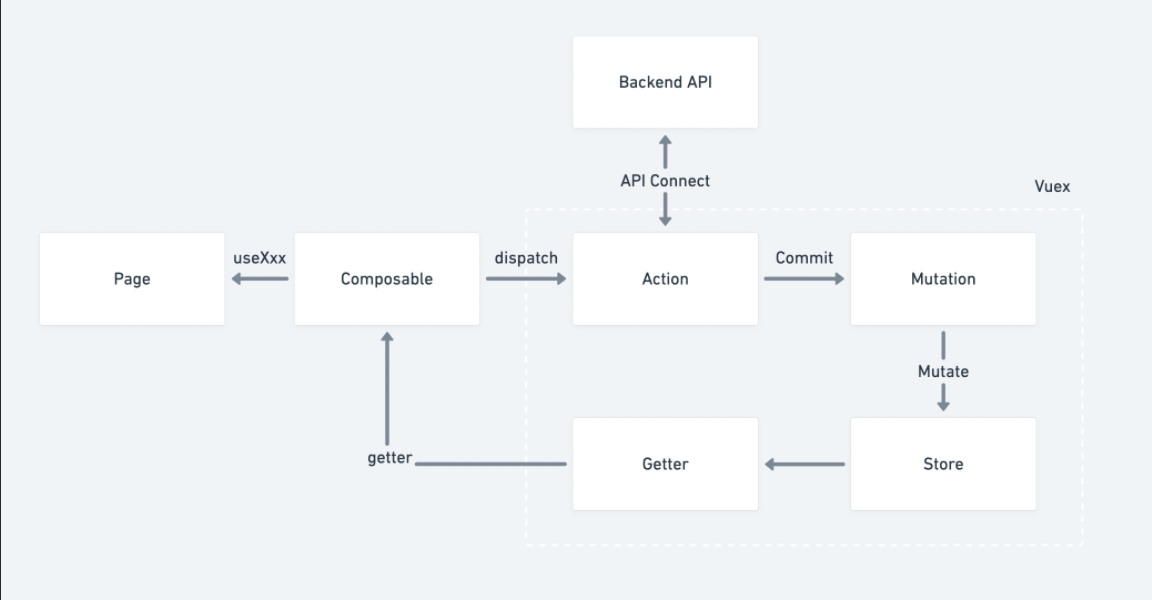 Backend API
API Connect
Vuex
Page
useXxx
Composable
dispatch
Action
Commit
Mutation
Mutate
getter
Getter
Store